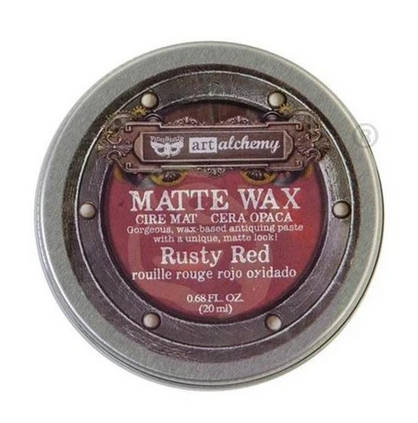 art alchemy
MATTE WAX
CIRE MAT CERA OPACA
Gorgeous, wax-based antiquing paste
with a unique, matte look!
Rusty Red
rouille rouge rojo oxidado
0.68 FL. OZ.
(20 ml)
®